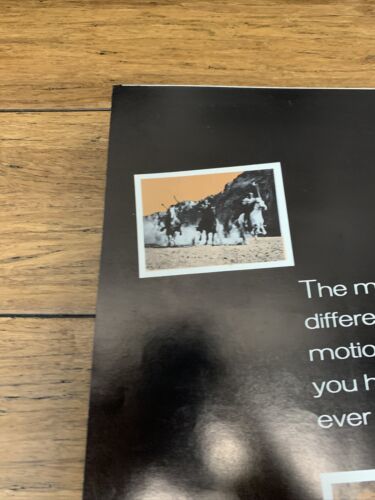 The m
differe
motio
you h
ever